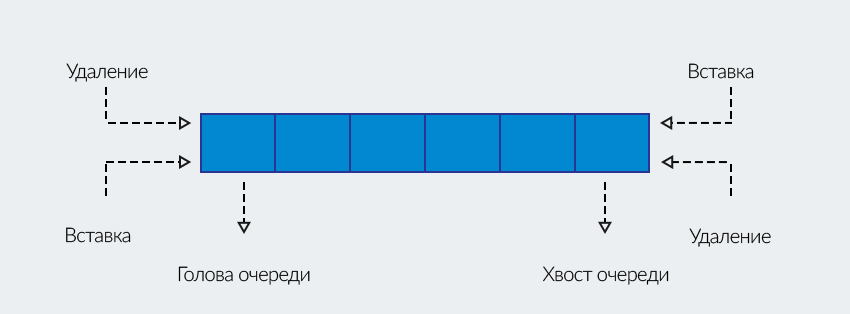 Удаление
Вставка
Вставка
Удаление
Голова очереди
Хвост очереди